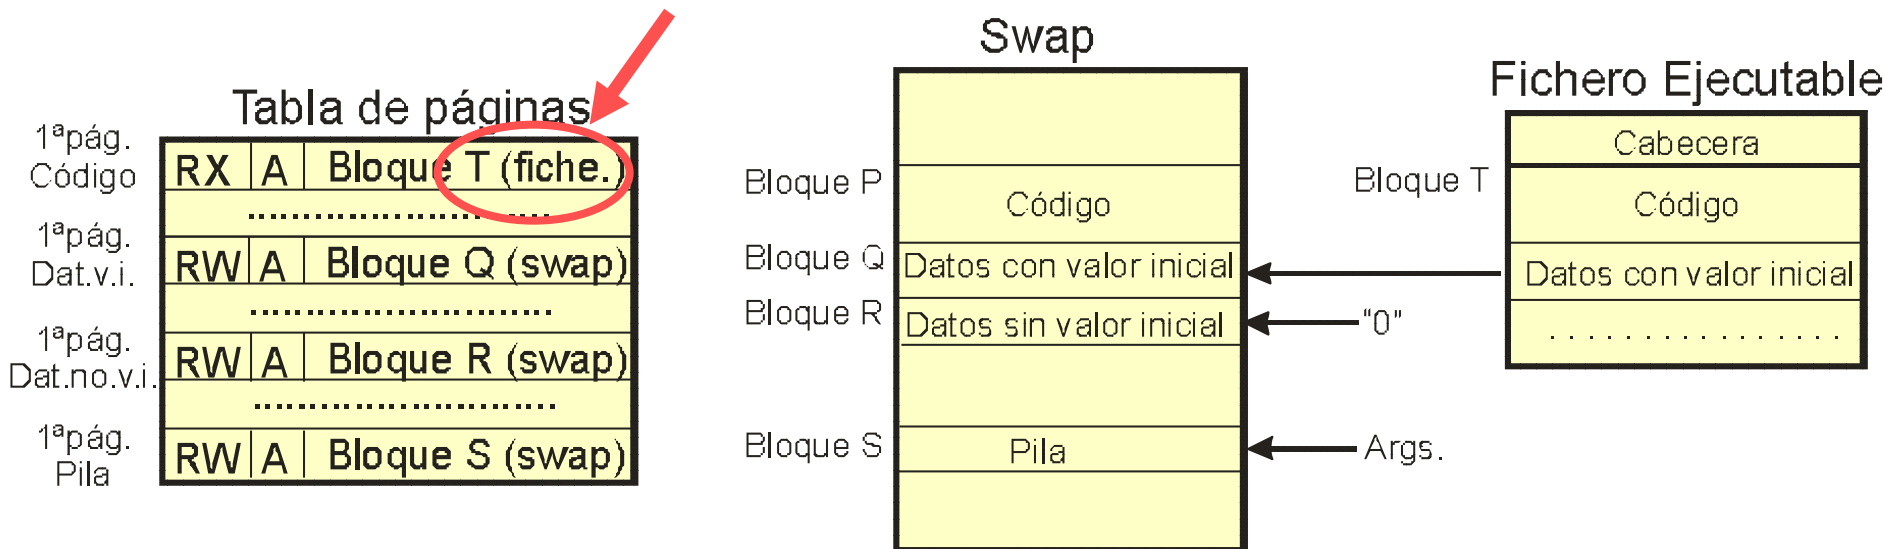 Tabla de páginas
1ªpág.
Código
RX A Bloque T (fiche.)
............................
1ªpág.
Dat.v.i.
RW A Bloque Q (swap)
............................
1ªpág.
Dat.no.v.i.
RW A Bloque R (swap)
............................
1ªpág.
Pila
RW A Bloque S (swap)
Swap
Bloque P
Código
Bloque Q
Datos con valor inicial
Bloque R
Datos sin valor inicial
"0"
Bloque S
Pila
Args.
Fichero Ejecutable
Cabecera
Bloque T
Código
Datos con valor inicial
. . . . . . . . . . . . . . . .